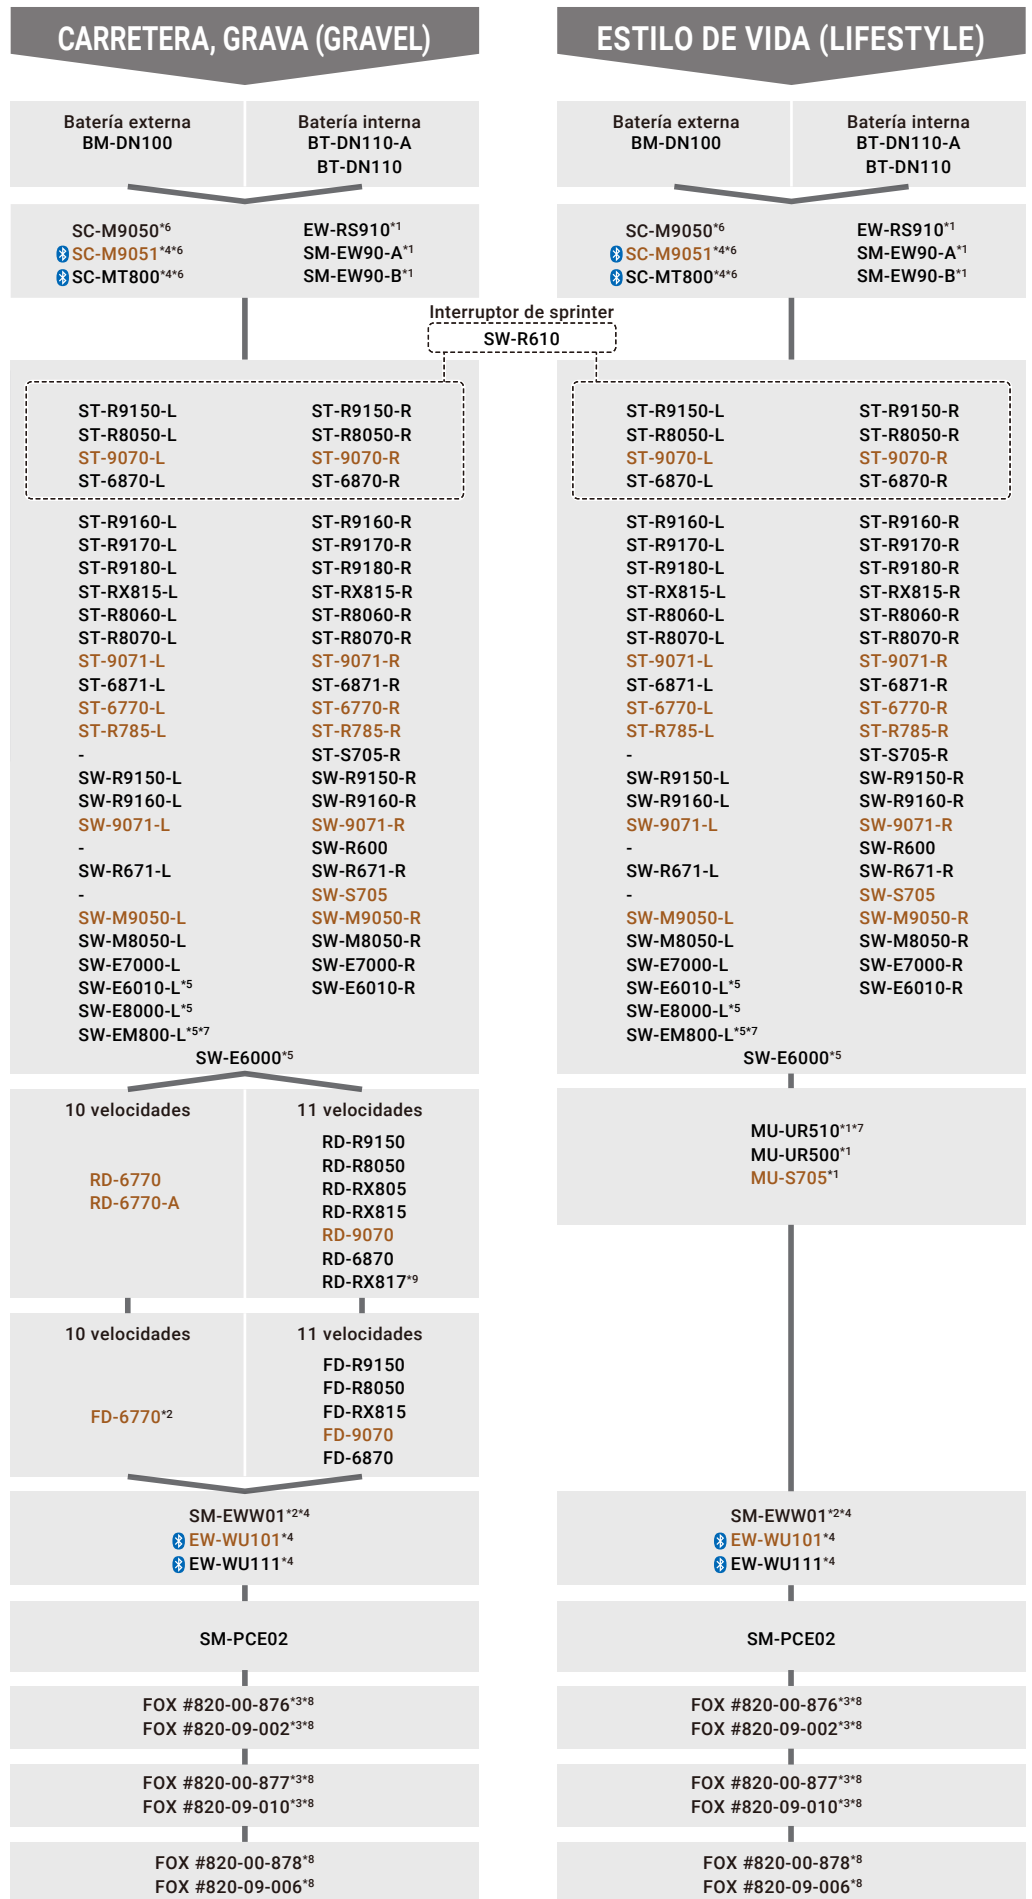 CARRETERA, GRAVA (GRAVEL)
Batería externa
BM-DN100
Batería interna
BT-DN110-A
BT-DN110
SC-M9050*6
SC-M9051*4*6
SC-MT800*4*6
EW-RS910*1
SM-EW90-A*1
SM-EW90-B*1
Interruptor de sprinter
SW-R610
ST-R9150-L ST-R9150-R
ST-R8050-L ST-R8050-R
ST-9070-L ST-9070-R
ST-6870-L ST-6870-R
ST-R9160-L ST-R9160-R
ST-R9170-L ST-R9170-R
ST-R9180-L ST-R9180-R
ST-RX815-L ST-RX815-R
ST-R8060-L ST-R8060-R
ST-R8070-L ST-R8070-R
ST-9071-L ST-9071-R
ST-6871-L ST-6871-R
ST-6770-L ST-6770-R
ST-R785-L ST-R785-R
- ST-S705-R
SW-R9150-L SW-R9150-R
SW-R9160-L SW-R9160-R
SW-9071-L SW-9071-R
- SW-R600
SW-R671-L SW-R671-R
- SW-S705
SW-M9050-L SW-M9050-R
SW-M8050-L SW-M8050-R
SW-E7000-L SW-E7000-R
SW-E6010-L*5 SW-E6010-R
SW-E8000-L*5
SW-EM800-L*5*7
SW-E6000*5
10 velocidades
RD-6770
RD-6770-A
11 velocidades
RD-R9150
RD-R8050
RD-RX805
RD-RX815
RD-9070
RD-6870
RD-RX817*9
10 velocidades
FD-6770*2
11 velocidades
FD-R9150
FD-R8050
FD-RX815
FD-9070
FD-6870
SM-EWW01*2*4
EW-WU101*4
EW-WU111*4
SM-PCE02
FOX #820-00-876*3*8
FOX #820-09-002*3*8
FOX #820-00-877*3*8
FOX #820-09-010*3*8
FOX #820-00-878*8
FOX #820-09-006*8
ESTILO DE VIDA (LIFESTYLE)
Batería externa
BM-DN100
Batería interna
BT-DN110-A
BT-DN110
SC-M9050*6
SC-M9051*4*6
SC-MT800*4*6
EW-RS910*1
SM-EW90-A*1
SM-EW90-B*1
ST-R9150-L ST-R9150-R
ST-R8050-L ST-R8050-R
ST-9070-L ST-9070-R
ST-6870-L ST-6870-R
ST-R9160-L ST-R9160-R
ST-R9170-L ST-R9170-R
ST-R9180-L ST-R9180-R
ST-RX815-L ST-RX815-R
ST-R8060-L ST-R8060-R
ST-R8070-L ST-R8070-R
ST-9071-L ST-9071-R
ST-6871-L ST-6871-R
ST-6770-L ST-6770-R
ST-R785-L ST-R785-R
- ST-S705-R
SW-R9150-L SW-R9150-R
SW-R9160-L SW-R9160-R
SW-9071-L SW-9071-R
- SW-R600
SW-R671-L SW-R671-R
- SW-S705
SW-M9050-L SW-M9050-R
SW-M8050-L SW-M8050-R
SW-E7000-L SW-E7000-R
SW-E6010-L*5 SW-E6010-R
SW-E8000-L*5
SW-EM800-L*5*7
SW-E6000*5
MU-UR510*1*7
MU-UR500*1
MU-S705*1
SM-EWW01*2*4
EW-WU101*4
EW-WU111*4
SM-PCE02
FOX #820-00-876*3*8
FOX #820-09-002*3*8
FOX #820-00-877*3*8
FOX #820-09-010*3*8
FOX #820-00-878*8
FOX #820-09-006*8